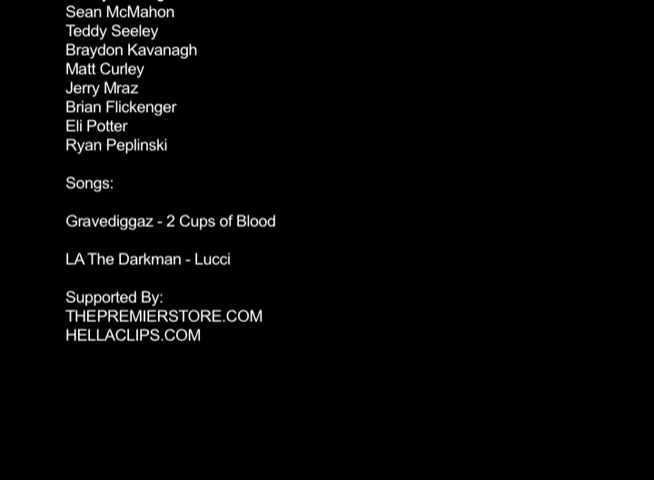 Sean McMahon
Teddy Seeley
Braydon Kavanagh
Matt Curley
Jerry Mraz
Brian Flickenger
Eli Potter
Ryan Peplinski
Songs:
Gravediggaz - 2 Cups of Blood
LA The Darkman - Lucci
Supported By:
THEPREMIERSTORE.COM
HELLACLIPS.COM